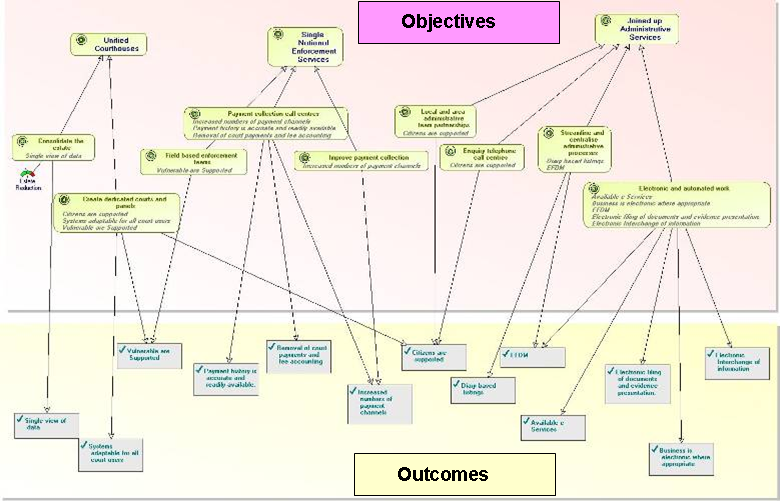 Objectives
Unified
Courthouses
Single
National
Enforcement
Services
Joined up
Administrative
Services
Payment collection call centres
Increased numbers of payment channels
Payment history is accurate and readily available.
Removal of court payments and fee accounting
Local and area
administrative
team partnerships
Citizens are supported
Streamline and
centralise
administrative
processes
Diary based listings
EFDM
Consolidate the
estate
Single view of data
Estate
Reduction
Field based enforcement
teams
Vulnerable are Supported
Improve payment collection
Increased numbers of payment channels
Enquiry telephone
call centres
Citizens are supported
Create dedicated courts and
panels
Citizens are supported
Systems adaptable for all court users
Vulnerable are Supported
Electronic and automated work
Available e Services
Business is electronic where appropriate
EFDM
Electronic filing of documents and evidence presentation.
Electronic Interchange of information
Vulnerable are
Supported
Payment history is
accurate and
readily available.
Removal of court
payments and
fee accounting
Increased
numbers of
payment
channels
Citizens are
supported
Diary based
listings
EFDM
Available e
Services
Electronic filing
of documents
and evidence
presentation.
Electronic
Interchange of
information
Single view of
data
Systems
adaptable for all
court users
Business is
electronic where
appropriate
Outcomes